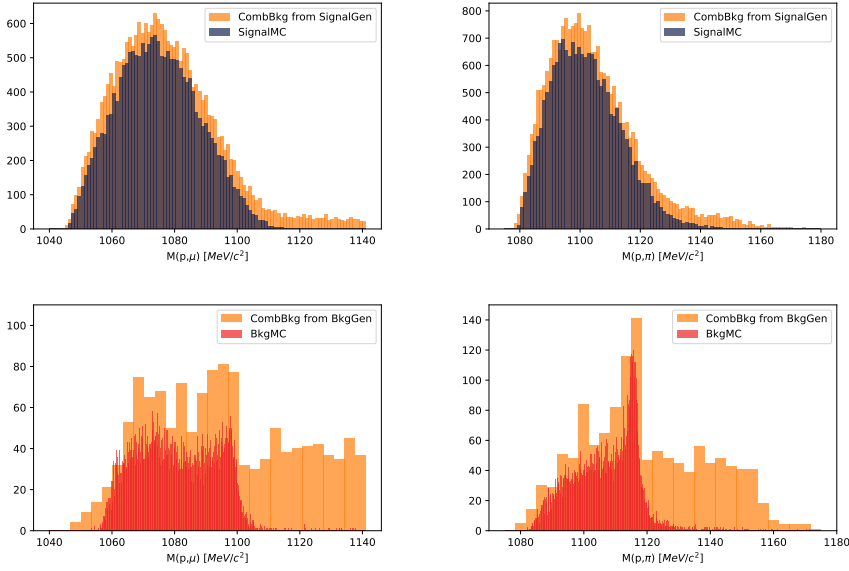 CombBkg from SignalGen
SignalMC
600
500
400
300
200
100
0
1040 1060 1080 1100 1120 1140
M(p,μ) [MeV/c²]
CombBkg from SignalGen
SignalMC
800
700
600
500
400
300
200
100
0
1080 1100 1120 1140 1160 1180
M(p,π) [MeV/c²]
CombBkg from BkgGen
BkgMC
100
80
60
40
20
0
1040 1060 1080 1100 1120 1140
M(p,μ) [MeV/c²]
CombBkg from BkgGen
BkgMC
140
120
100
80
60
40
20
0
1080 1100 1120 1140 1160 1180
M(p,π) [MeV/c²]